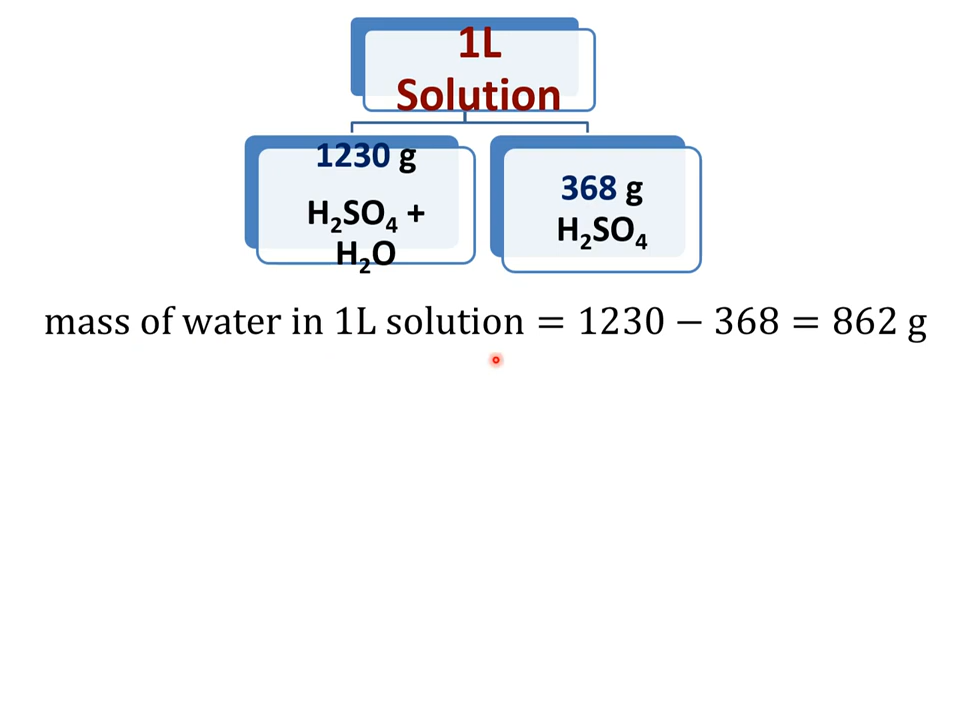 1L
Solution
1230 g
H₂SO₄ +
H₂O
368 g
H₂SO₄
mass of water in 1L solution = 1230 − 368 = 862 g